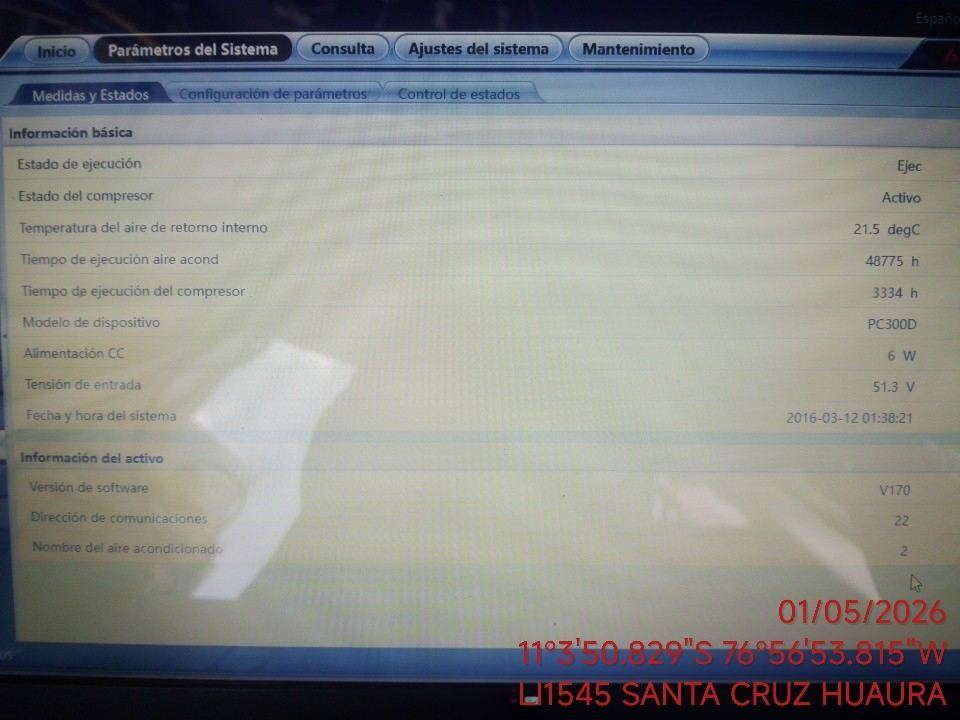 Españo
Inicio Parámetros del Sistema Consulta Ajustes del sistema Mantenimiento
Medidas y Estados Configuración de parámetros Control de estados
Información básica
Estado de ejecución Ejec
Estado del compresor Activo
Temperatura del aire de retorno interno 21.5 degC
Tiempo de ejecución aire acond 48775 h
Tiempo de ejecución del compresor 3334 h
Modelo de dispositivo PC300D
Alimentación CC 6 W
Tensión de entrada 51.3 V
Fecha y hora del sistema 2016-03-12 01:38:21
Información del activo
Versión de software V170
Dirección de comunicaciones 22
Nombre del aire acondicionado 2
01/05/2026
11°3'50.829"S 76°56'53.815"W
LI1545 SANTA CRUZ HUAURA